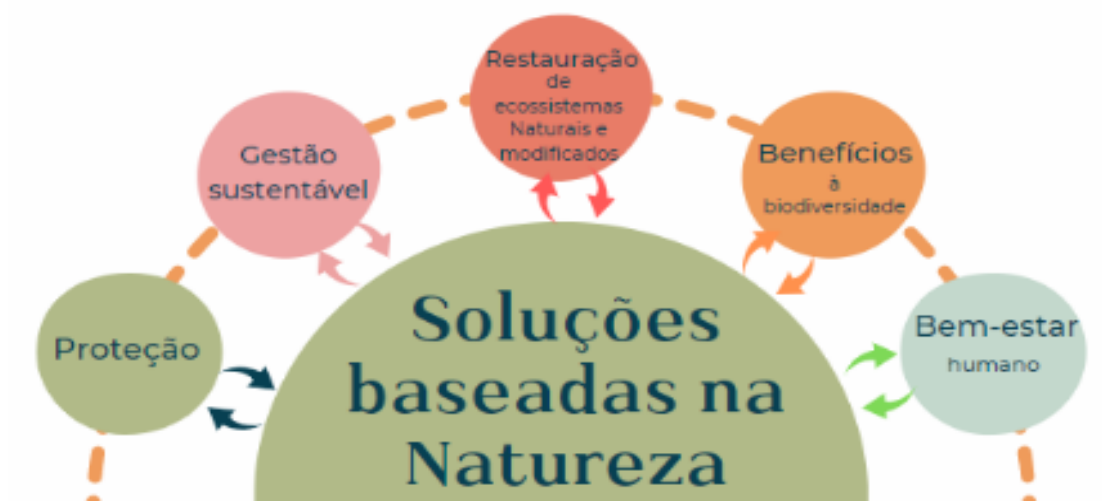 Restauração
de
ecossistemas
Naturais e
modificados
Gestão
sustentável
Benefícios
à
biodiversidade
Proteção
Bem-estar
humano
Soluções
baseadas na
Natureza